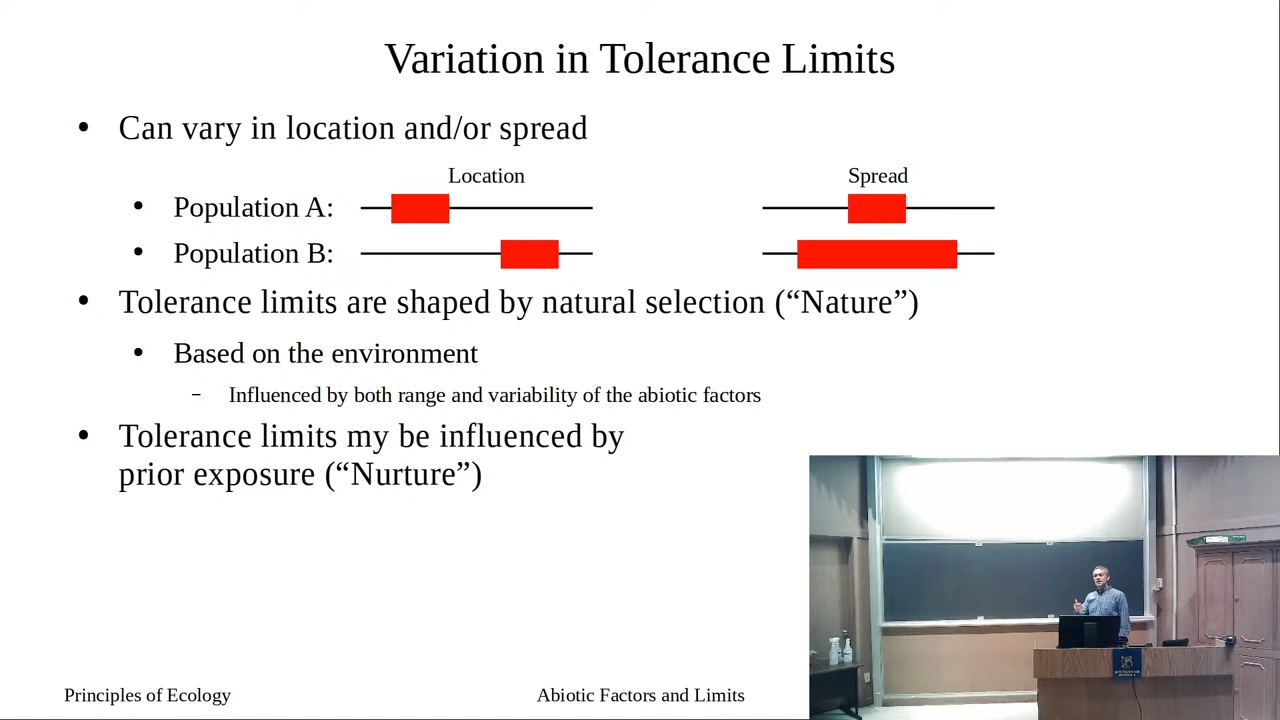 Variation in Tolerance Limits
• Can vary in location and/or spread
Location Spread
• Population A:
• Population B:
• Tolerance limits are shaped by natural selection (“Nature”)
• Based on the environment
– Influenced by both range and variability of the abiotic factors
• Tolerance limits my be influenced by
prior exposure (“Nurture”)
Principles of Ecology Abiotic Factors and Limits